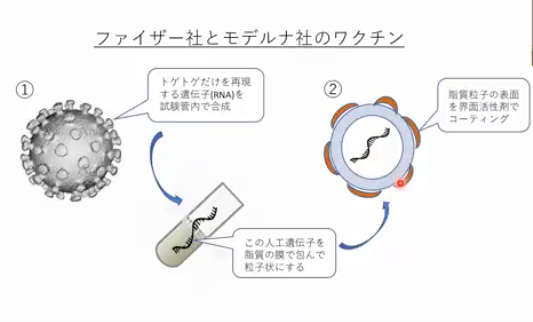 ファイザー社とモデルナ社のワクチン
①
トゲトゲだけを再現
する遺伝子(RNA)を
試験管内で合成
②
脂質粒子の表面
を界面活性剤で
コーティング
この人工遺伝子を
脂質の膜で包んで
粒子状にする